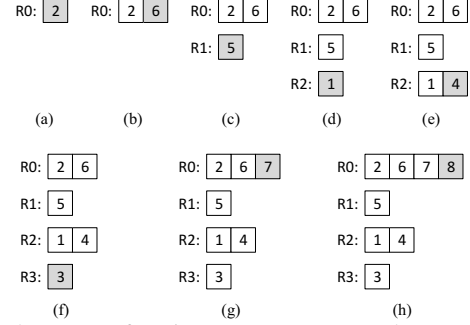 R0: 2 R0: 2 6 R0: 2 6 R0: 2 6 R0: 2 6
R1: 5 R1: 5 R1: 5
R2: 1 R2: 1 4
(a) (b) (c) (d) (e)
R0: 2 6 R0: 2 6 7 R0: 2 6 7 8
R1: 5 R1: 5 R1: 5
R2: 1 4 R2: 1 4 R2: 1 4
R3: 3 R3: 3 R3: 3
(f) (g) (h)